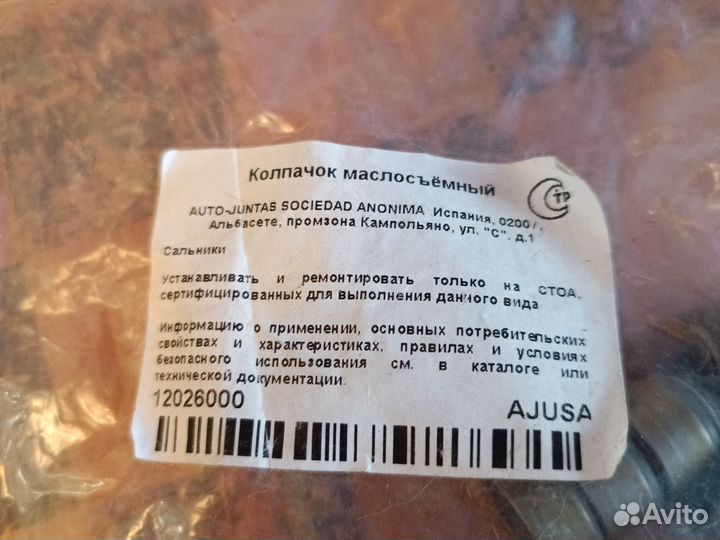 Колпачок маслосъёмный
AUTO-JUNTAS SOCIEDAD ANONIMA Испания, 02007,
Альбасете, промзона Кампольяно, ул. "С". д.1
Сальники
Устанавливать и ремонтировать только на СТОА,
сертифицированных для выполнения данного вида
Информацию о применении, основных потребительских
свойствах и характеристиках, правилах и условиях
безопасного использования см. в каталоге или
технической документации.
12026000 AJUSA
Avito